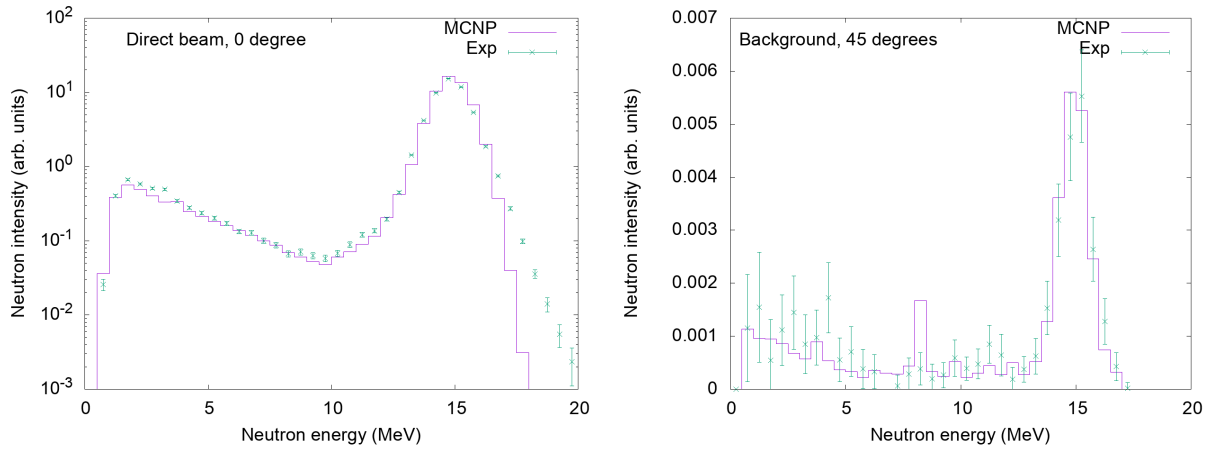 10^2
10^1
10^0
10^-1
10^-2
10^-3
Neutron intensity (arb. units)
Direct beam, 0 degree
MCNP
Exp
0
5
10
15
20
Neutron energy (MeV)
0.007
0.006
0.005
0.004
0.003
0.002
0.001
0
Neutron intensity (arb. units)
Background, 45 degrees
MCNP
Exp
0
5
10
15
20
Neutron energy (MeV)